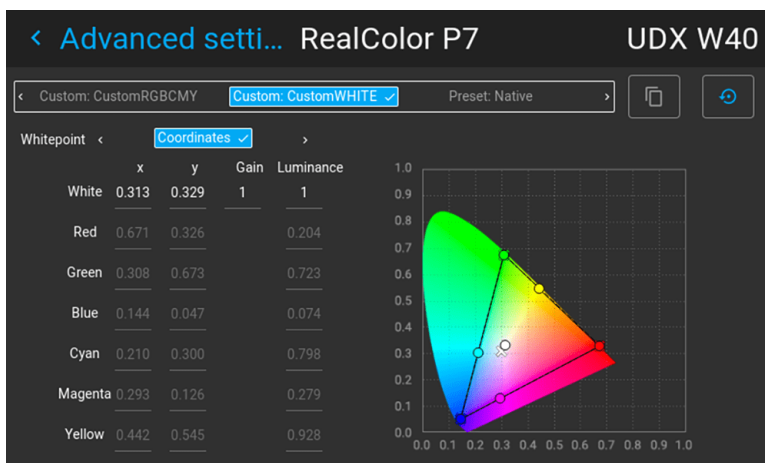 ‹ Advanced setti... RealColor P7 UDX W40
‹ Custom: CustomRGBCMY Custom: CustomWHITE ✓ Preset: Native ›
Whitepoint ‹ Coordinates ✓ ›
x y Gain Luminance
White 0.313 0.329 1 1
Red 0.671 0.326 0.204
Green 0.308 0.673 0.723
Blue 0.144 0.047 0.074
Cyan 0.210 0.300 0.798
Magenta 0.293 0.126 0.279
Yellow 0.442 0.545 0.928
1.0
0.9
0.8
0.7
0.6
0.5
0.4
0.3
0.2
0.1
0.0
0.0 0.1 0.2 0.3 0.4 0.5 0.6 0.7 0.8 0.9 1.0